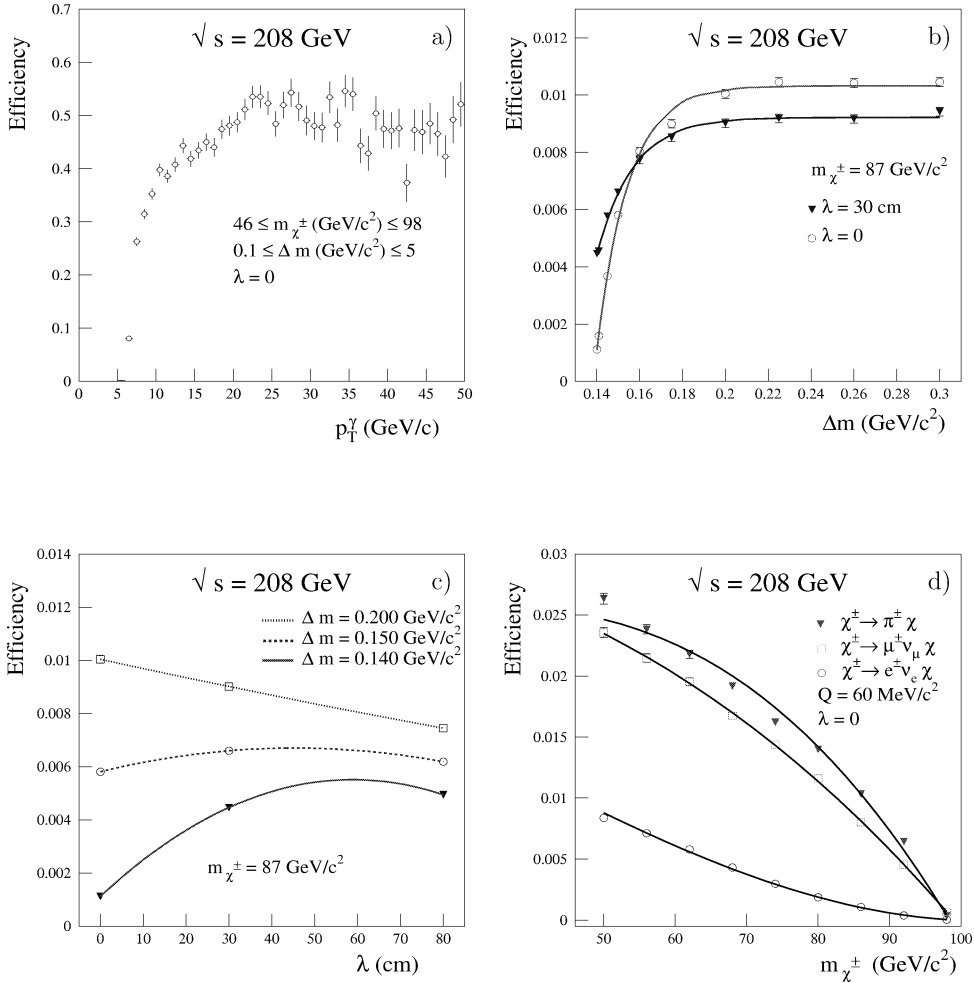 √ s = 208 GeV
a)
Efficiency
0.7
0.6
0.5
0.4
0.3
0.2
0.1
0
46 ≤ m χ± (GeV/c²) ≤ 98
0.1 ≤ Δ m (GeV/c²) ≤ 5
λ = 0
0 5 10 15 20 25 30 35 40 45 50
pTγ (GeV/c)
√ s = 208 GeV
b)
Efficiency
0.012
0.01
0.008
0.006
0.004
0.002
0
m χ± = 87 GeV/c²
λ = 30 cm
λ = 0
0.14 0.16 0.18 0.2 0.22 0.24 0.26 0.28 0.3
Δm (GeV/c²)
√ s = 208 GeV
c)
Efficiency
0.014
0.012
0.01
0.008
0.006
0.004
0.002
0
Δ m = 0.200 GeV/c²
Δ m = 0.150 GeV/c²
Δ m = 0.140 GeV/c²
m χ± = 87 GeV/c²
0 10 20 30 40 50 60 70 80
λ (cm)
√ s = 208 GeV
d)
Efficiency
0.03
0.025
0.02
0.015
0.01
0.005
0
χ± → π± χ
χ± → μ± νμ χ
χ± → e± νe χ
Q = 60 MeV/c²
λ = 0
50 60 70 80 90 100
m χ± (GeV/c²)